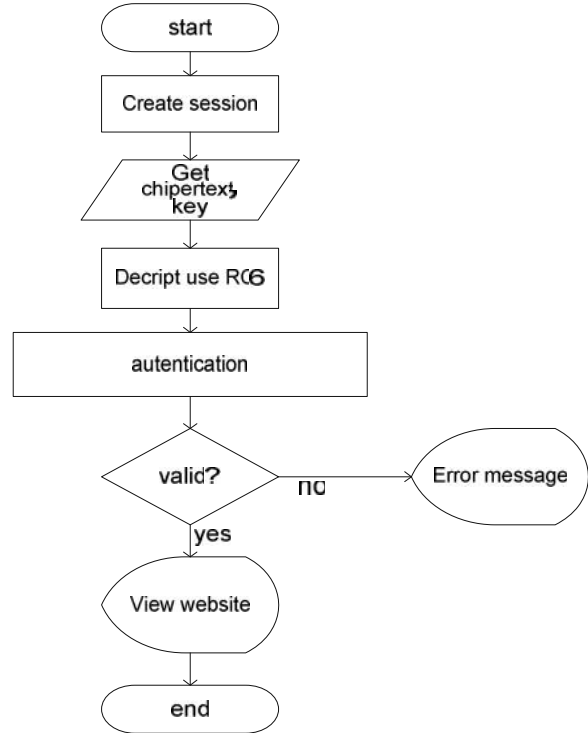 start
Create session
Get
chipertext,
key
Decript use RC6
autentication
valid?
no
Error message
yes
View website
end